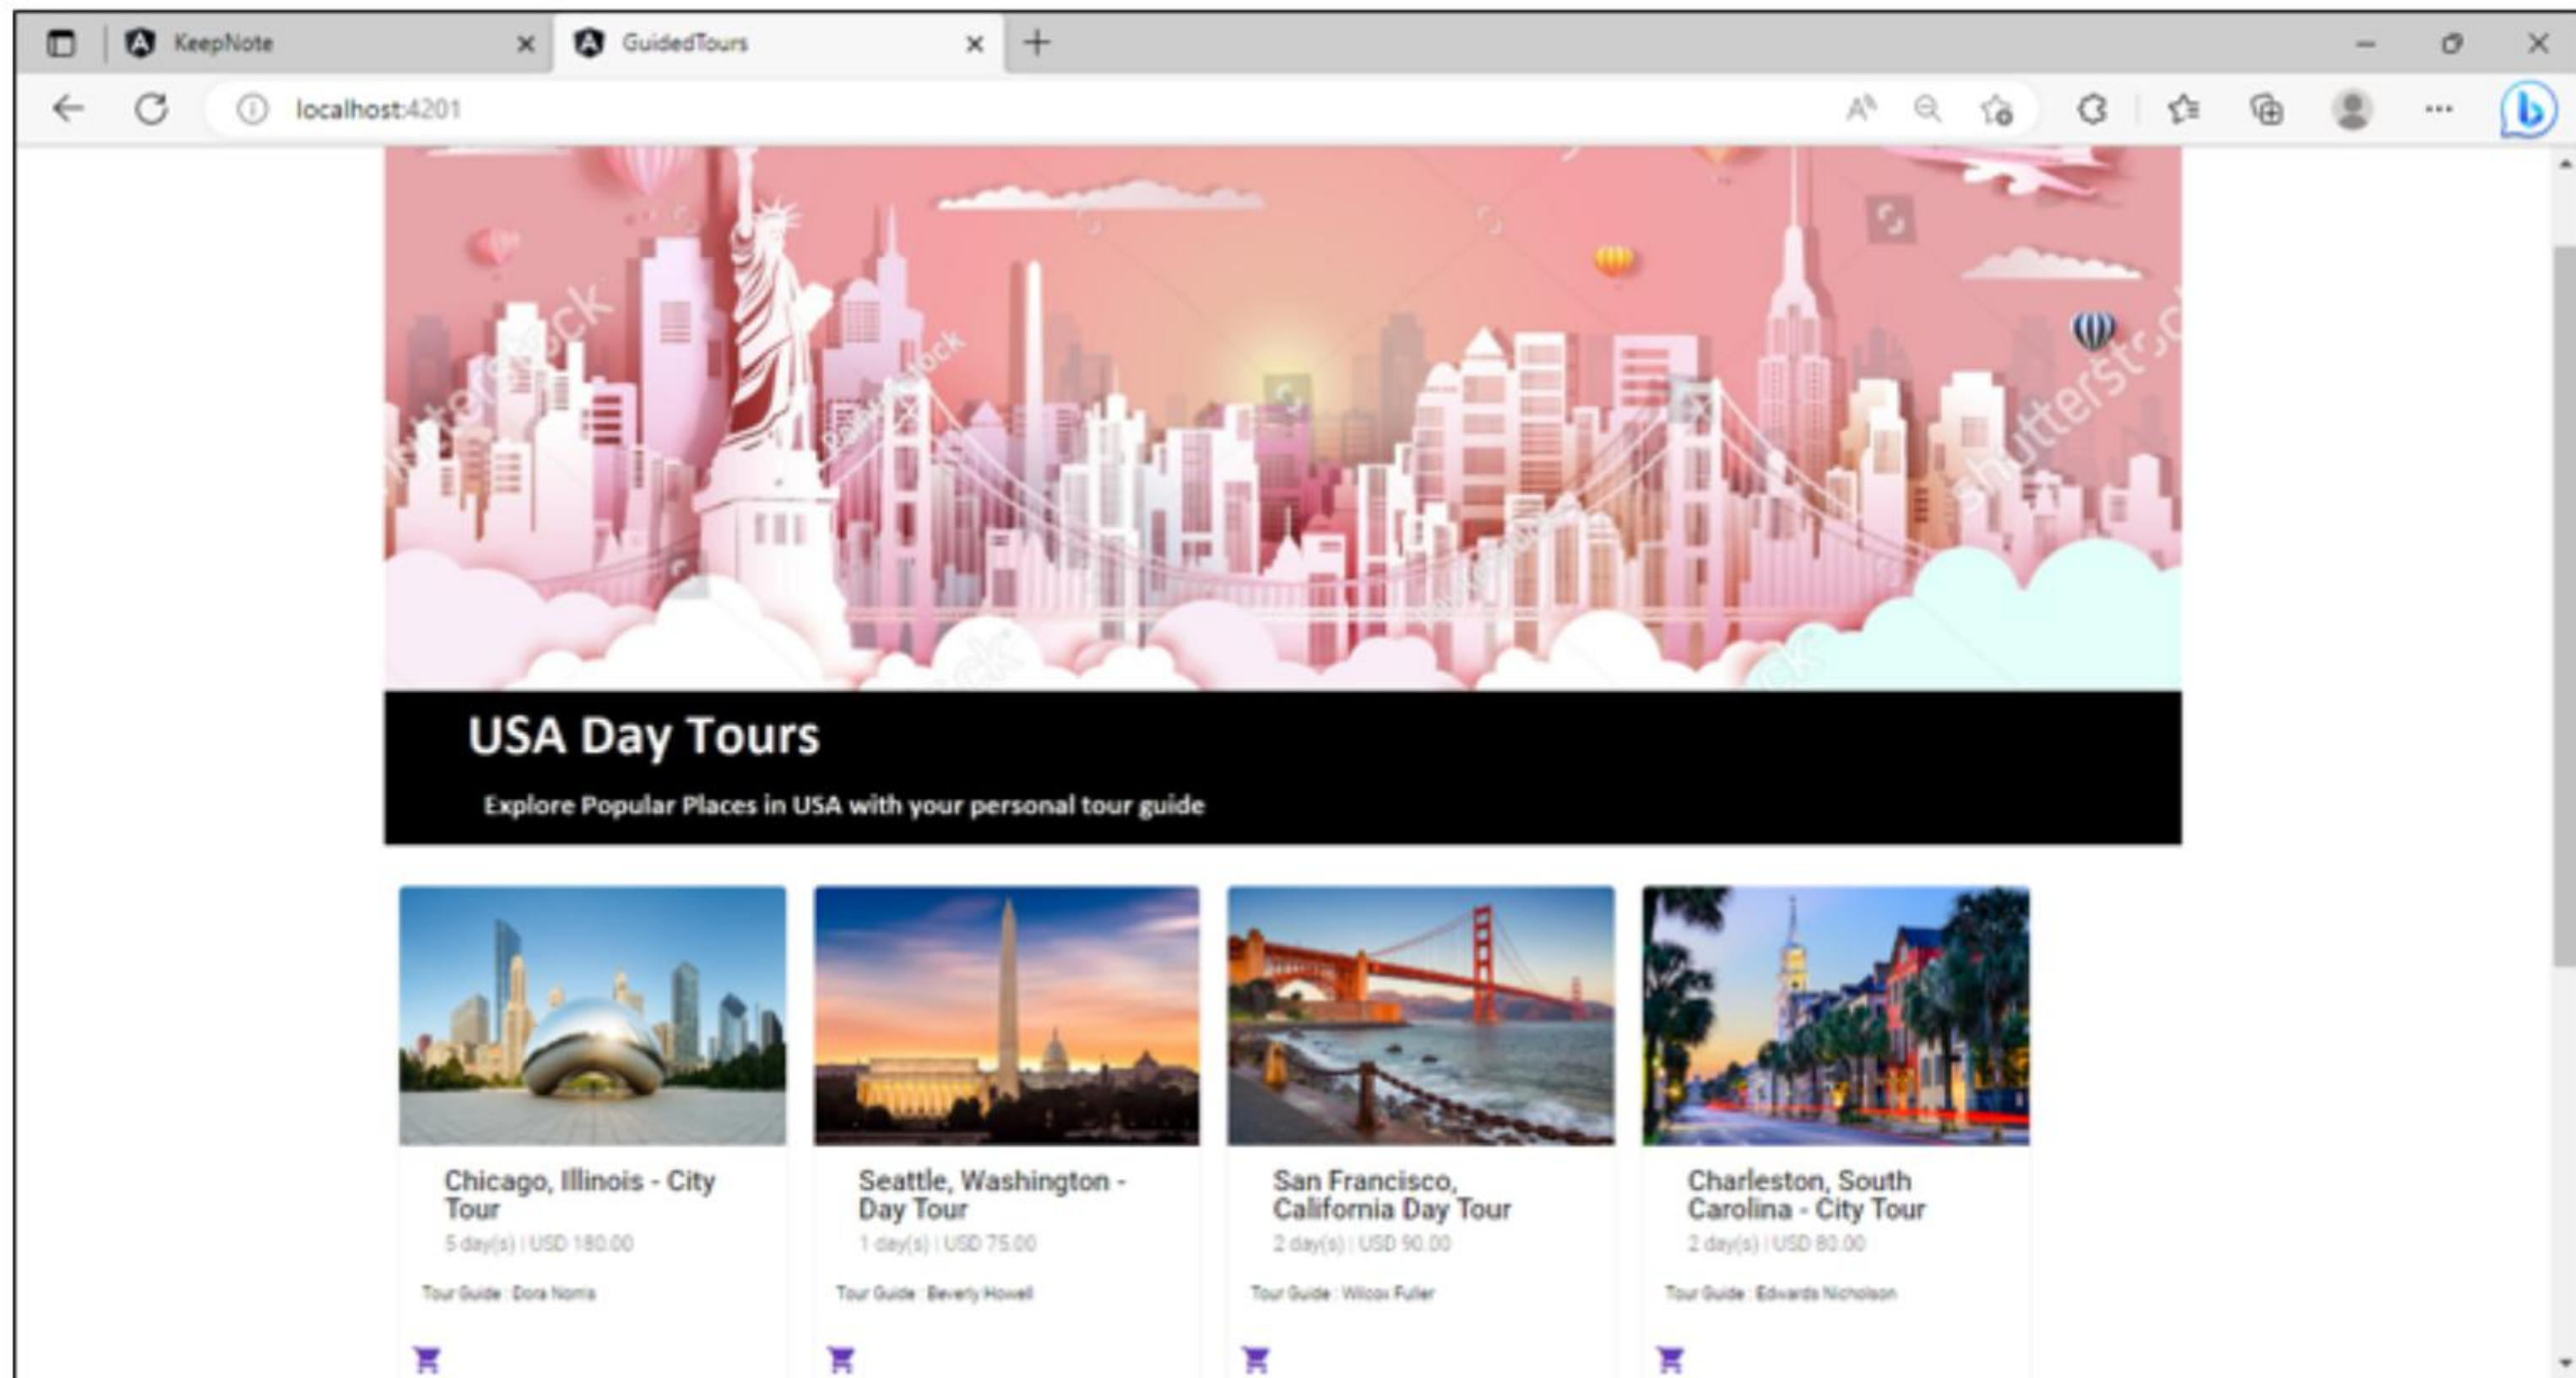 KeepNote
GuidedTours
localhost:4201
shutterstock
shutterstock
USA Day Tours
Explore Popular Places in USA with your personal tour guide
Chicago, Illinois - City
Tour
5 day(s) | USD 180.00
Tour Guide : Dora Norris
Seattle, Washington -
Day Tour
1 day(s) | USD 75.00
Tour Guide : Beverly Howell
San Francisco,
California Day Tour
2 day(s) | USD 90.00
Tour Guide : Wilcox Fuller
Charleston, South
Carolina - City Tour
2 day(s) | USD 80.00
Tour Guide : Edwards Nicholson